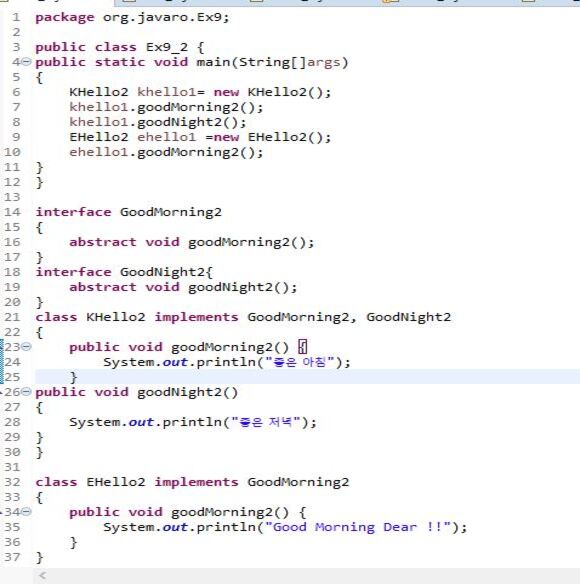 1 package org.javaro.Ex9;
2
3 public class Ex9_2 {
4 public static void main(String[]args)
5 {
6     KHello2 khello1= new KHello2();
7     khello1.goodMorning2();
8     khello1.goodNight2();
9     EHello2 ehello1 =new EHello2();
10     ehello1.goodMorning2();
11 }
12 }
13
14 interface GoodMorning2
15 {
16     abstract void goodMorning2();
17 }
18 interface GoodNight2{
19     abstract void goodNight2();
20 }
21 class KHello2 implements GoodMorning2, GoodNight2
22 {
23     public void goodMorning2() {
24         System.out.println("좋은 아침");
25     }
26 public void goodNight2()
27 {
28     System.out.println("좋은 저녁");
29 }
30 }
31
32 class EHello2 implements GoodMorning2
33 {
34     public void goodMorning2() {
35         System.out.println("Good Morning Dear !!");
36     }
37 }